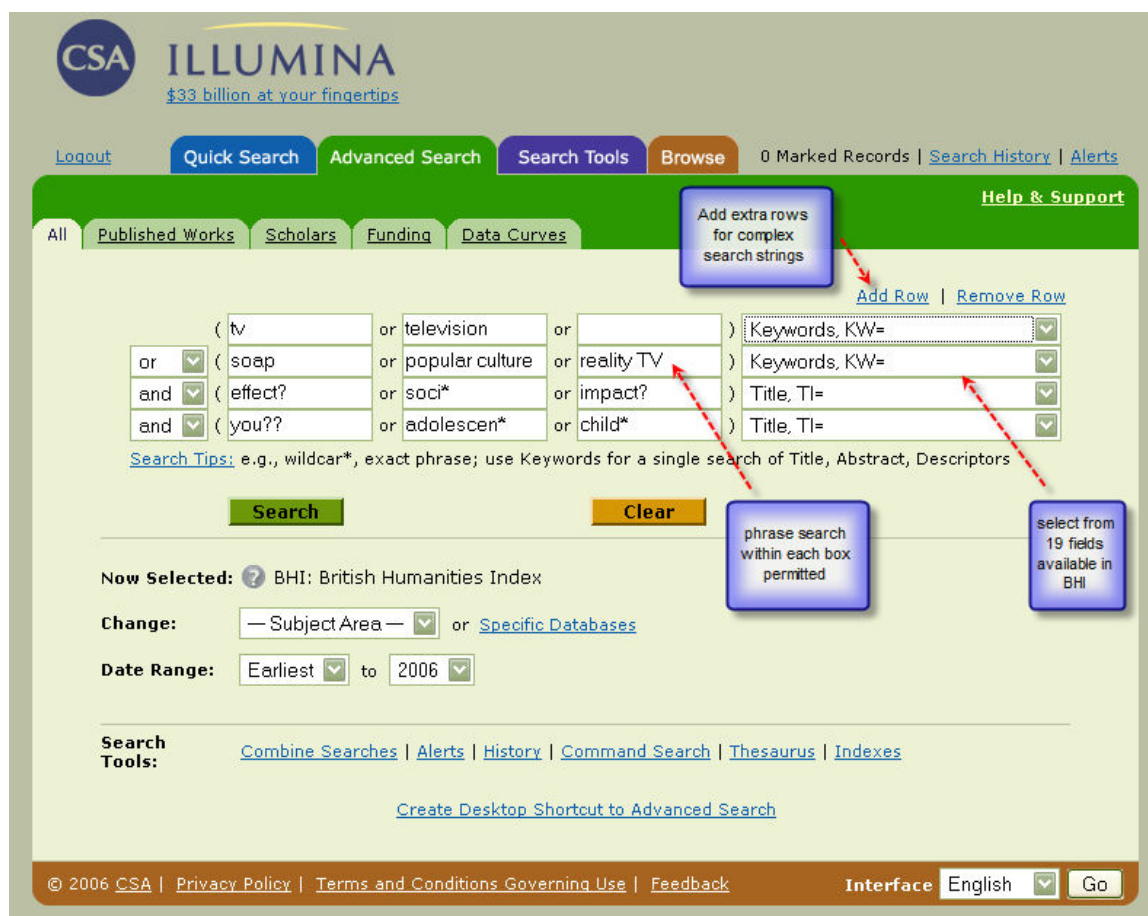 CSA ILLUMINA
$33 billion at your fingertips
Logout Quick Search Advanced Search Search Tools Browse 0 Marked Records | Search History | Alerts
Help & Support
All Published Works Scholars Funding Data Curves
Add extra rows
for complex
search strings
Add Row | Remove Row
( tv or television or ) Keywords, KW=
or ( soap or popular culture or reality TV ) Keywords, KW=
and ( effect? or soci* or impact? ) Title, TI=
and ( you?? or adolescen* or child* ) Title, TI=
Search Tips: e.g., wildcar*, exact phrase; use Keywords for a single search of Title, Abstract, Descriptors
Search Clear
phrase search
within each box
permitted
select from
19 fields
available in
BHI
Now Selected: ? BHI: British Humanities Index
Change: — Subject Area — or Specific Databases
Date Range: Earliest to 2006
Search
Tools: Combine Searches | Alerts | History | Command Search | Thesaurus | Indexes
Create Desktop Shortcut to Advanced Search
© 2006 CSA | Privacy Policy | Terms and Conditions Governing Use | Feedback Interface English Go